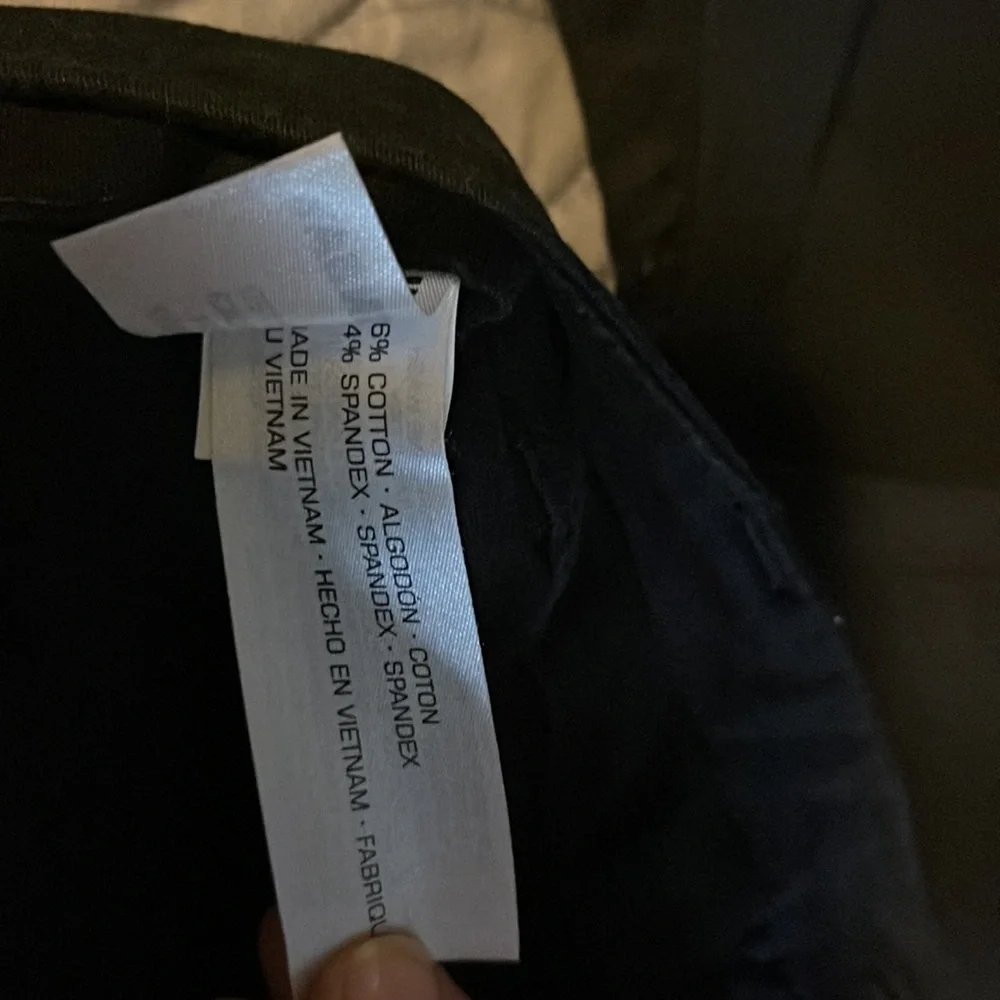 6% COTTON · ALGODÓN · COTON
4% SPANDEX · SPANDEX · SPANDEX
ADE IN VIETNAM · HECHO EN VIETNAM · FABRIQU
U VIETNAM